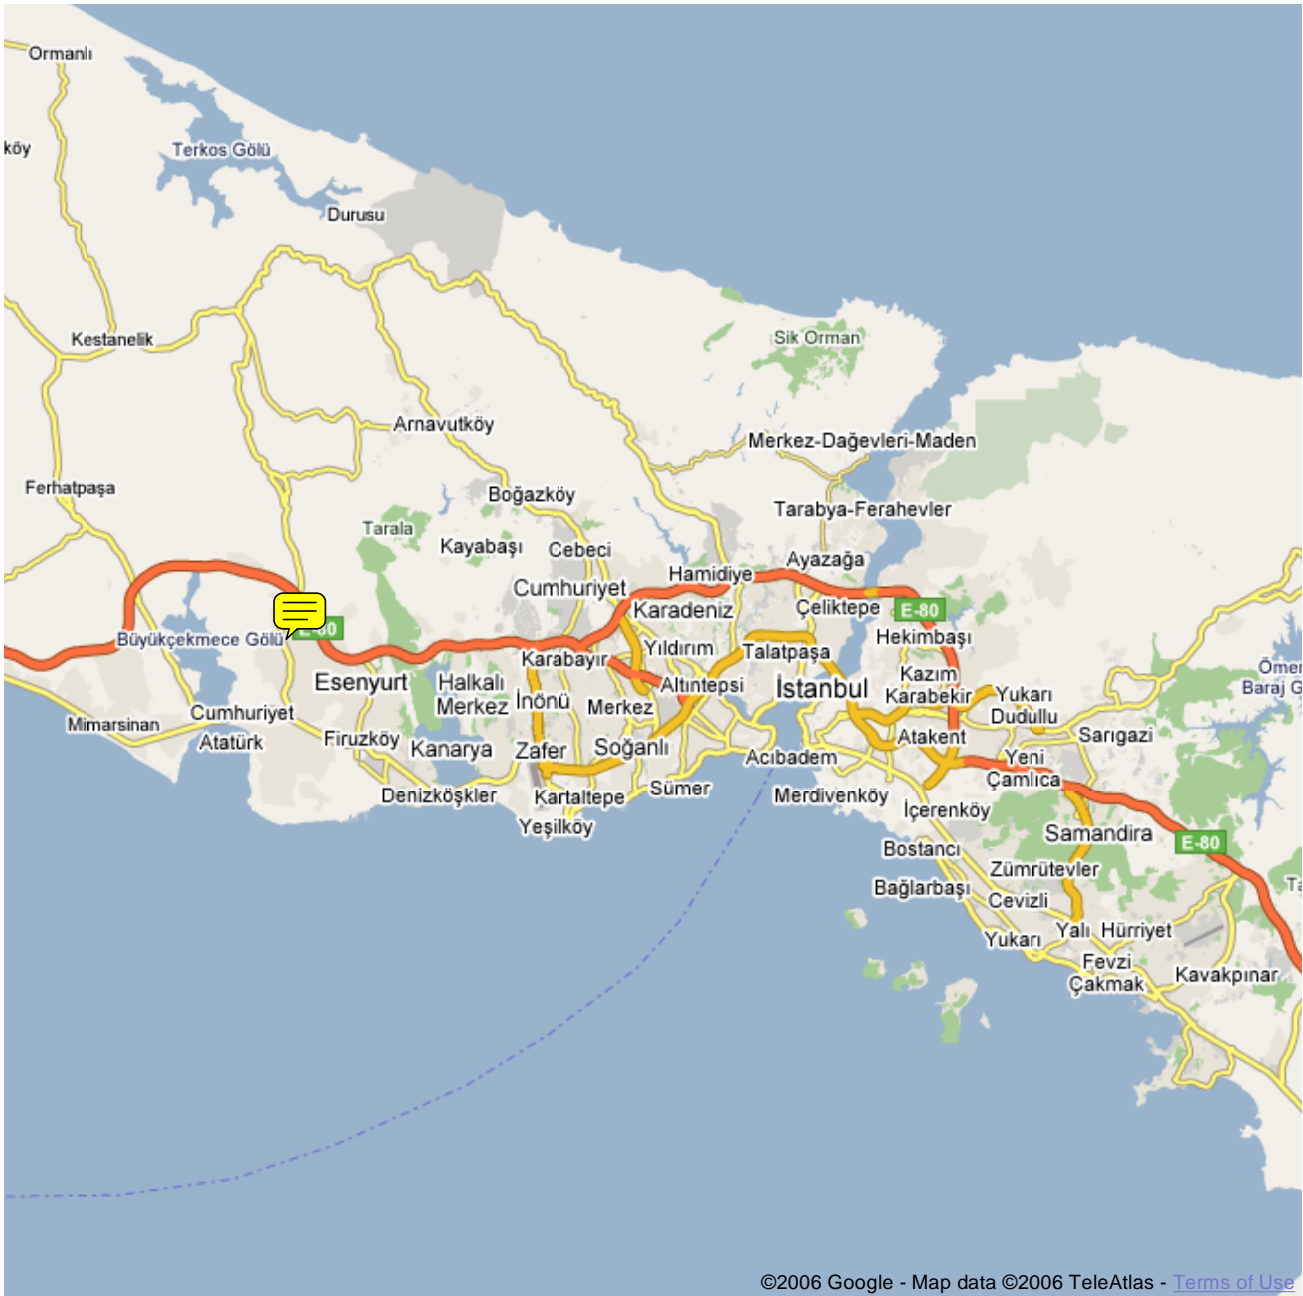 Ormanlı
köy
Terkos Gölü
Durusu
Sik Orman
Kestanelik
Arnavutköy
Merkez-Dağevleri-Maden
Ferhatpaşa
Boğazköy
Tarabya-Ferahevler
Tarala
Kayabaşı
Cebeci
Ayazağa
Hamidiye
Cumhuriyet
Karadeniz
Çeliktepe
E-80
E-80
Hekimbaşı
Büyükçekmece Gölü
Yıldırım
Talatpaşa
Karabayır
Kazım
Karabekir
Ömer
Baraj G
Esenyurt
Halkalı
Merkez
İnönü
Altıntepsi
İstanbul
Yukarı
Dudullu
Merkez
Cumhuriyet
Mimarsinan
Atatürk
Firuzköy
Kanarya
Zafer
Soğanlı
Atakent
Sarıgazi
Acıbadem
Yeni
Çamlıca
Denizköşkler
Kartaltepe
Sümer
Merdivenköy
İçerenköy
Yeşilköy
Samandira
E-80
Bostancı
Zümrütevler
Bağlarbaşı
Cevizli
Ta
Yukarı
Yalı
Hürriyet
Fevzi
Çakmak
Kavakpınar
©2006 Google - Map data ©2006 TeleAtlas - Terms of Use